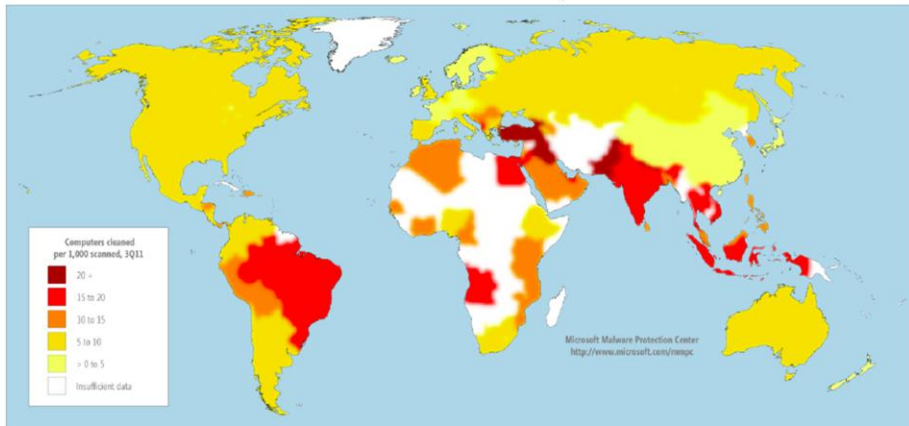 Computers cleaned
per 1,000 scanned, 3Q11
20 +
15 to 20
10 to 15
5 to 10
> 0 to 5
Insufficient data
Microsoft Malware Protection Center
http://www.microsoft.com/mmpc